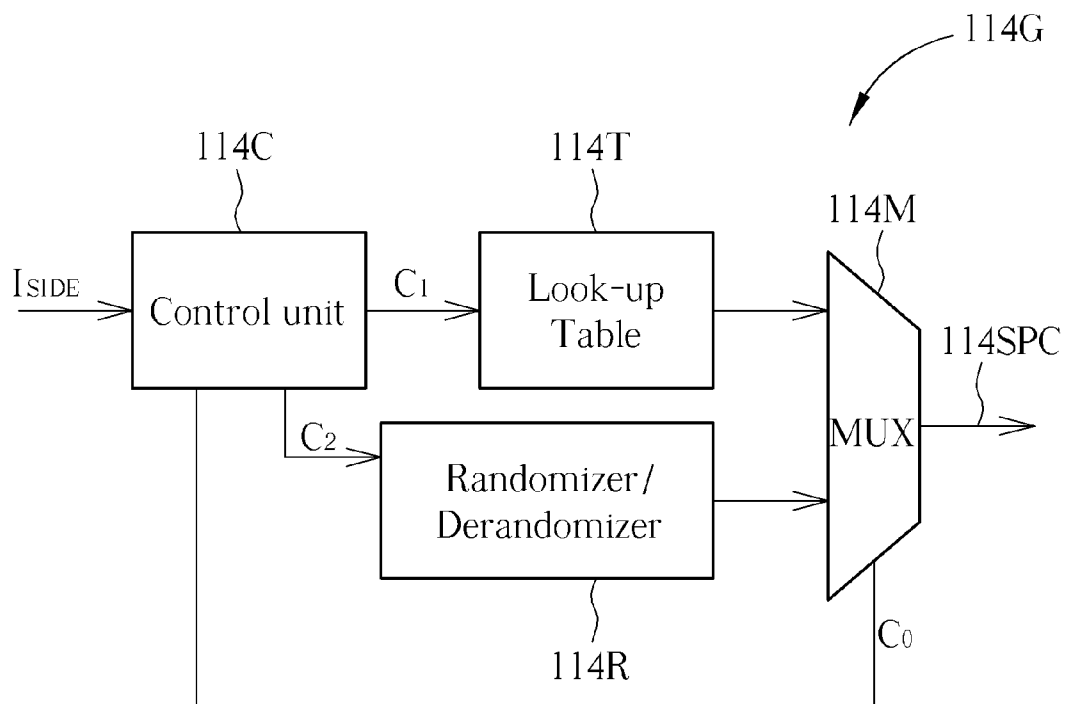 114G
114C
114T
114M
ISIDE
Control unit
C1
Look-up
Table
114SPC
MUX
C2
Randomizer/
Derandomizer
114R
C0